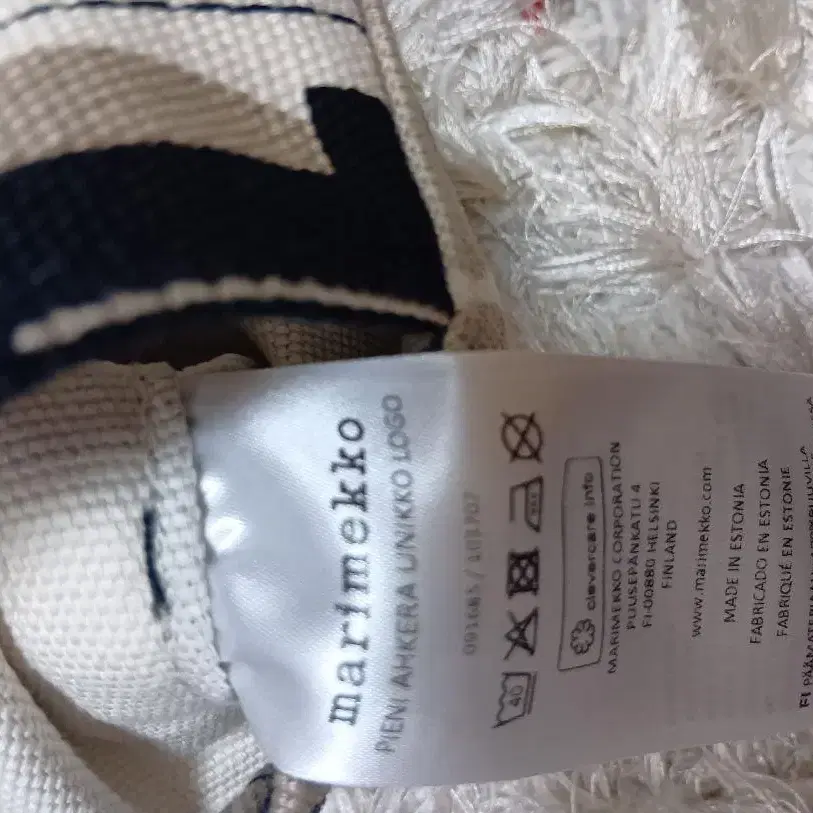 marimekko
PIENI AHKERA UNIKKO LOGO
40
clevercare info
MARIMEKKO CORPORATION
PUUSEPÄNKATU 4
FI-00880 HELSINKI
FINLAND
www.marimekko.com
MADE IN ESTONIA
FABRICADO EN ESTONIA
FABRIQUÉ EN ESTONIE